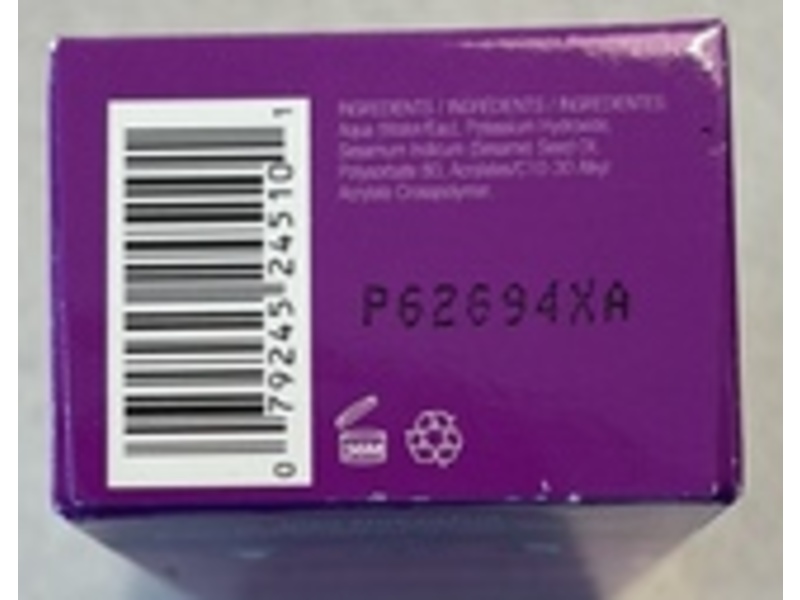 INGREDIENTS / INGRÉDIENTS / INGREDIENTES:
Aqua (Water/Eau), Potassium Hydroxide,
Sesamum Indicum (Sesame) Seed Oil,
Polysorbate 80, Acrylates/C10-30 Alkyl
Acrylate Crosspolymer.
P62694XA
0 79245 24510 1